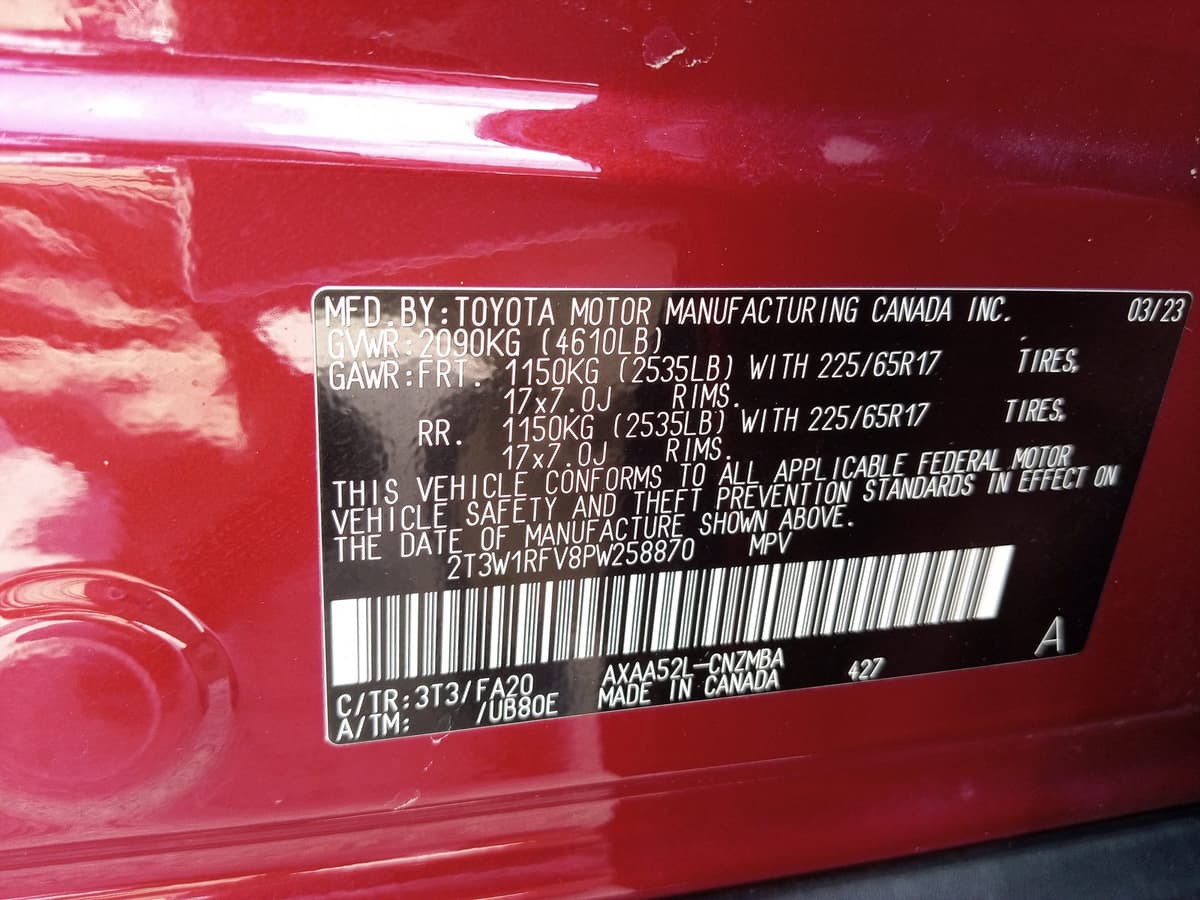 MFD.BY:TOYOTA MOTOR MANUFACTURING CANADA INC. 03/23
GVWR:2090KG (4610LB)
GAWR:FRT. 1150KG (2535LB) WITH 225/65R17 TIRES,
17x7.0J RIMS.
RR. 1150KG (2535LB) WITH 225/65R17 TIRES,
17x7.0J RIMS.
THIS VEHICLE CONFORMS TO ALL APPLICABLE FEDERAL MOTOR
VEHICLE SAFETY AND THEFT PREVENTION STANDARDS IN EFFECT ON
THE DATE OF MANUFACTURE SHOWN ABOVE.
2T3W1RFV8PW258870 MPV
C/TR:3T3/FA20 AXAA52L-CNZMBA 427 A
A/TM: /UB80E MADE IN CANADA